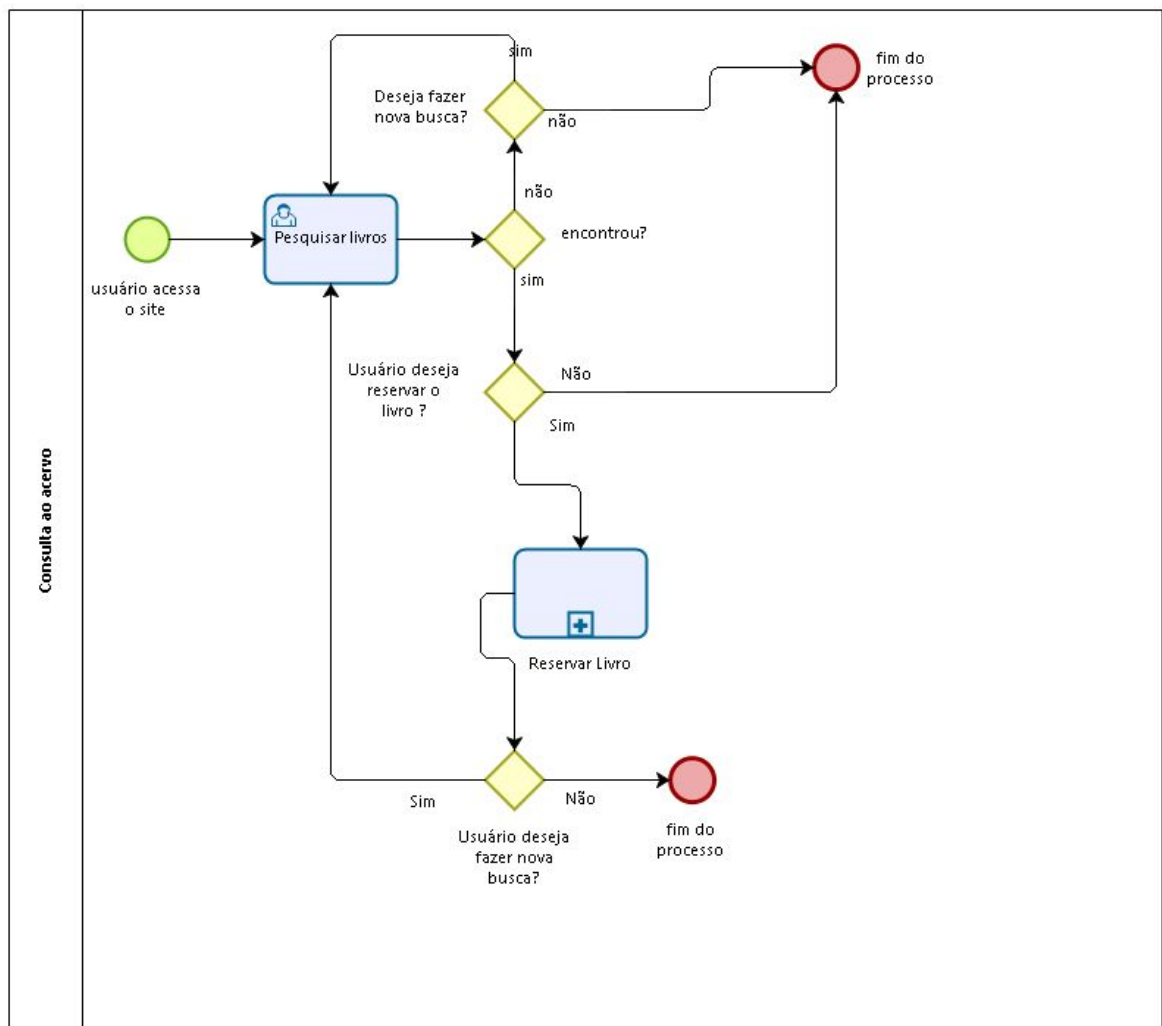 sim
fim do
processo
Deseja fazer
nova busca?
não
não
Pesquisar livros
encontrou?
sim
usuário acessa
o site
Usuário deseja
reservar o
livro ?
Não
Sim
Consulta ao acervo
Reservar Livro
Sim
Não
Usuário deseja
fazer nova
busca?
fim do
processo